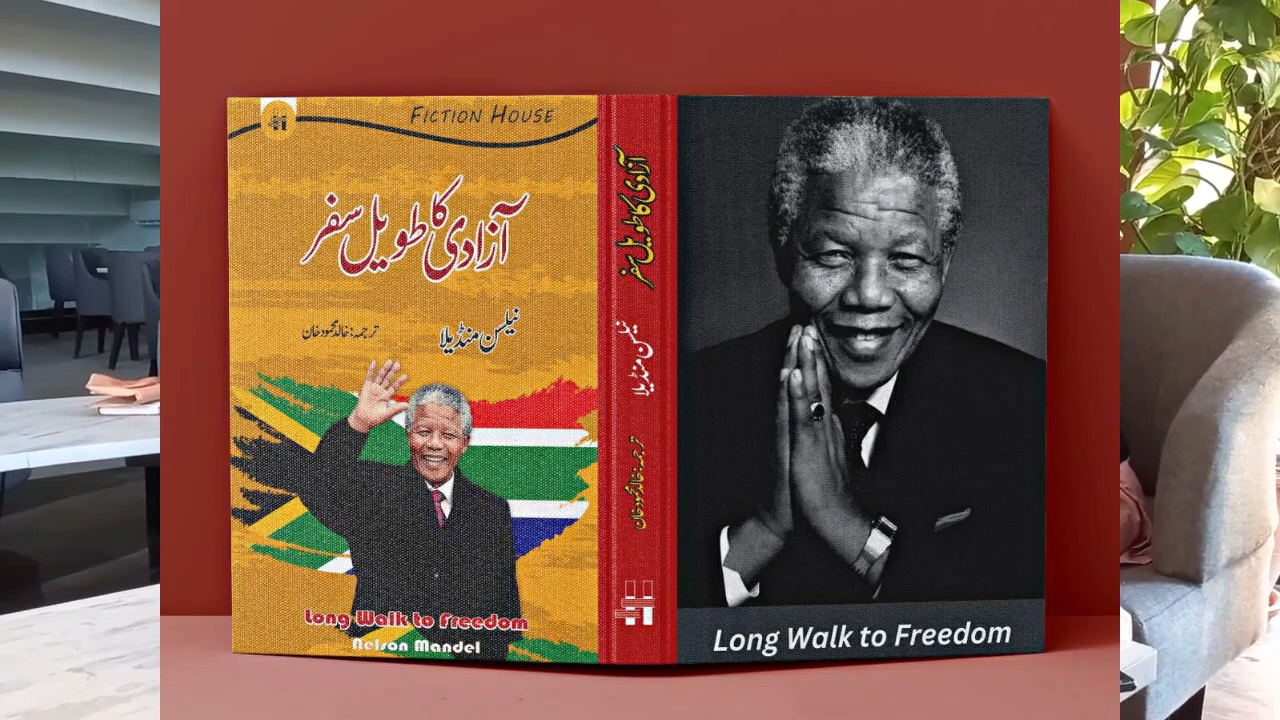 FICTION HOUSE
آزادی کا طویل سفر
نیلسن منڈیلا
ترجمہ: خالد محمود خان
Long Walk to Freedom
Nelson Mandel
آزادی کا طویل سفر
نیلسن منڈیلا
ترجمہ: خالد محمود خان
Long Walk to Freedom